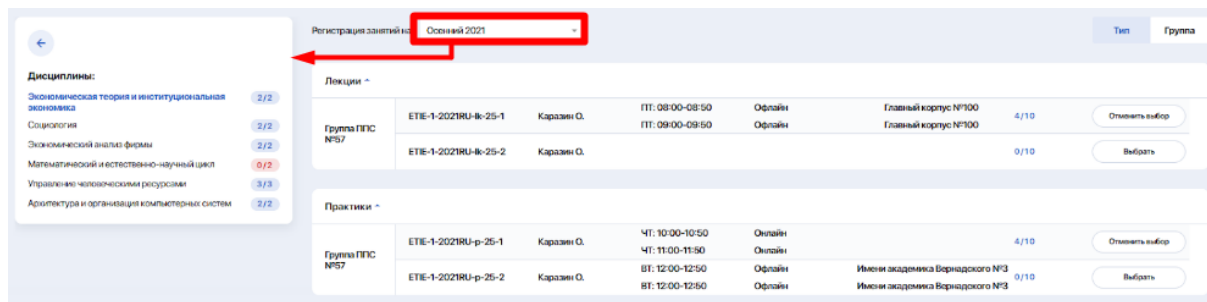 Регистрация занятий на Осенний 2021
Тип Группа
Дисциплины:
Экономическая теория и институциональная
экономика 2/2
Социология 2/2
Экономический анализ фирмы 2/2
Математический и естественно-научный цикл 0/2
Управление человеческими ресурсами 3/3
Архитектура и организация компьютерных систем 2/2
Лекции
Группа ППС
№57
ETIE-1-2021RU-lk-25-1 Каразин О. ПТ: 08:00-08:50 Офлайн Главный корпус №100 4/10 Отменить выбор
ПТ: 09:00-09:50 Офлайн Главный корпус №100
ETIE-1-2021RU-lk-25-2 Каразин О. 0/10 Выбрать
Практики
Группа ППС
№57
ETIE-1-2021RU-p-25-1 Каразин О. ЧТ: 10:00-10:50 Онлайн 4/10 Отменить выбор
ЧТ: 11:00-11:50 Онлайн
ETIE-1-2021RU-p-25-2 Каразин О. ВТ: 12:00-12:50 Офлайн Имени академика Вернадского №3 0/10 Выбрать
ВТ: 12:00-12:50 Офлайн Имени академика Вернадского №3